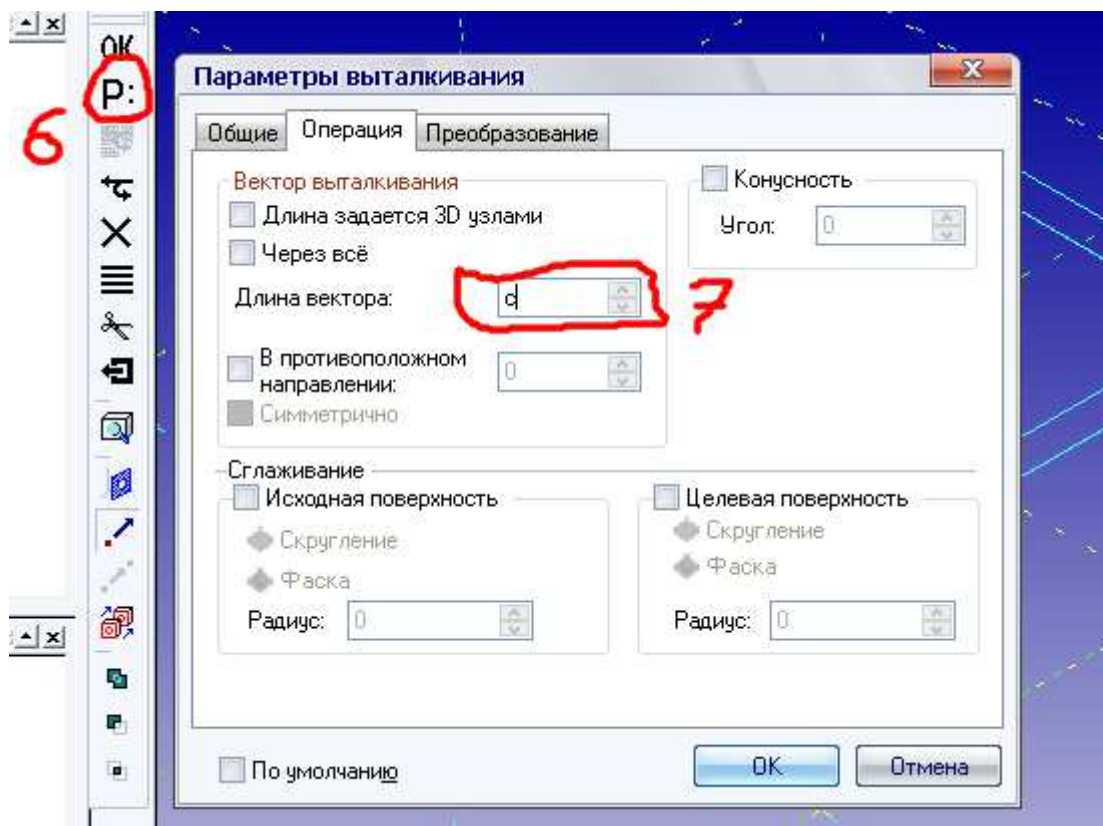 OK
P:
6
Параметры выталкивания
Общие Операция Преобразование
Вектор выталкивания
Длина задается 3D узлами
Через всё
Длина вектора: d
7
В противоположном направлении: 0
Симметрично
Конусность
Угол: 0
Сглаживание
Исходная поверхность
Скругление
Фаска
Радиус: 0
Целевая поверхность
Скругление
Фаска
Радиус: 0
По умолчанию
OK Отмена